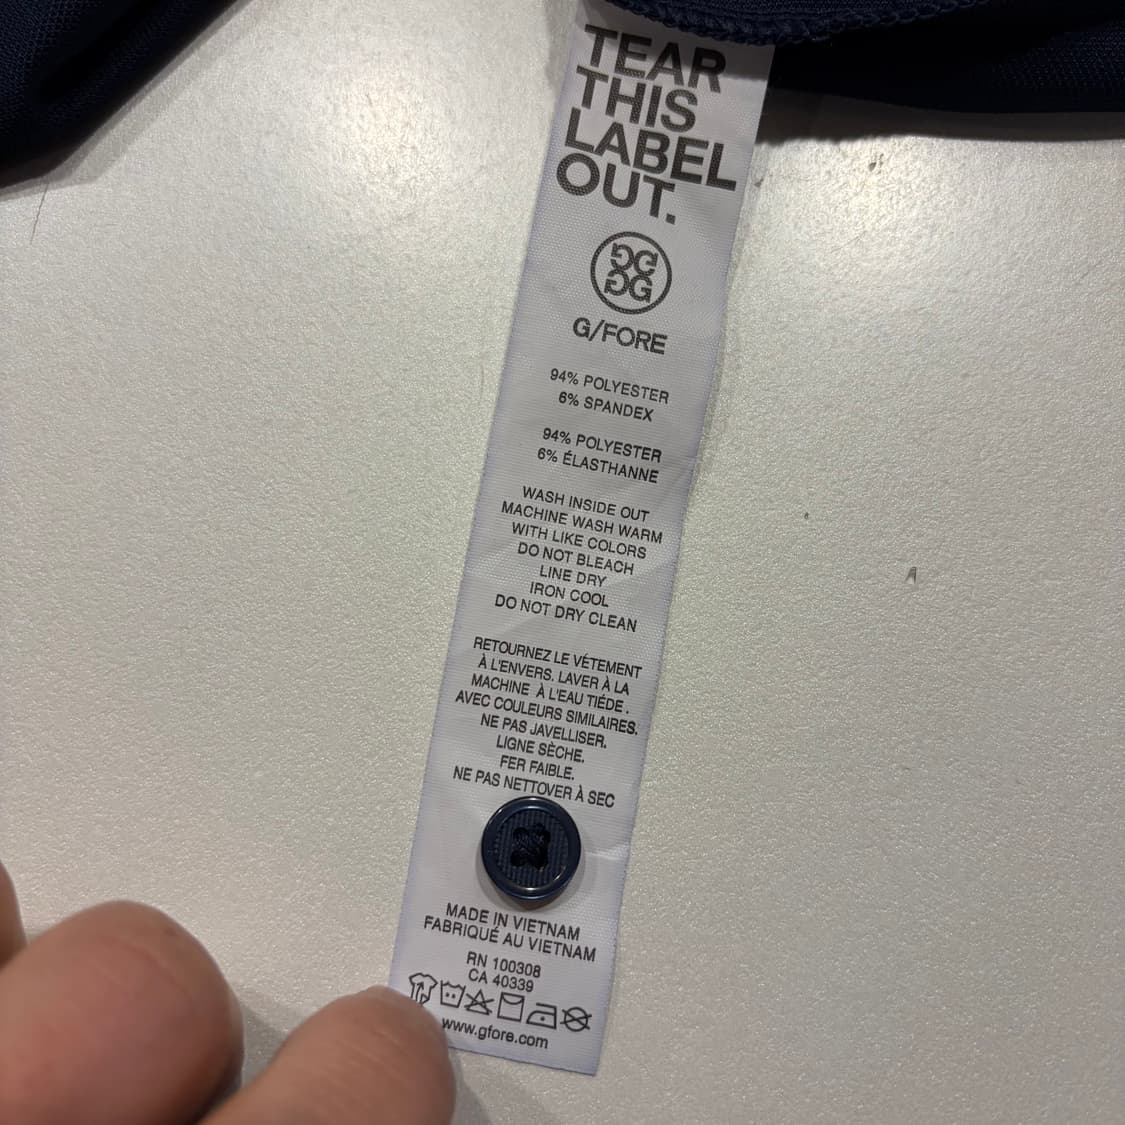 TEAR
THIS
LABEL
OUT.
G/FORE
94% POLYESTER
6% SPANDEX
94% POLYESTER
6% ÉLASTHANNE
WASH INSIDE OUT
MACHINE WASH WARM
WITH LIKE COLORS
DO NOT BLEACH
LINE DRY
IRON COOL
DO NOT DRY CLEAN
RETOURNEZ LE VÉTEMENT
À L'ENVERS. LAVER À LA
MACHINE À L'EAU TIÉDE.
AVEC COULEURS SIMILAIRES.
NE PAS JAVELLISER.
LIGNE SÈCHE.
FER FAIBLE.
NE PAS NETTOVER À SEC
MADE IN VIETNAM
FABRIQUÉ AU VIETNAM
RN 100308
CA 40339
www.gfore.com